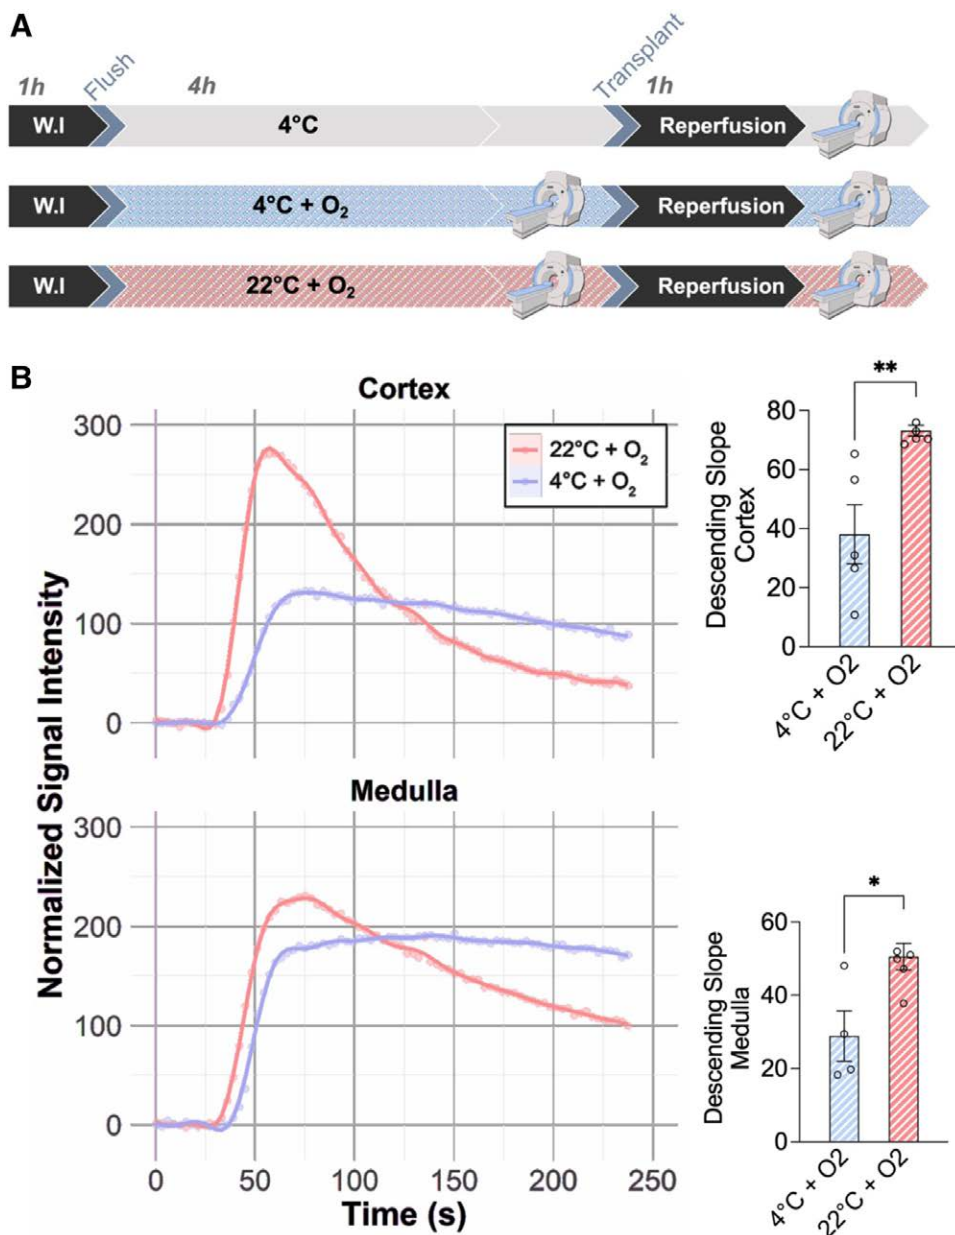 A
1h Flush 4h Transplant 1h
W.I 4°C Reperfusion
W.I 4°C + O₂ Reperfusion
W.I 22°C + O₂ Reperfusion
B
Cortex
300
200
100
0
22°C + O₂
4°C + O₂
Normalized Signal Intensity
Medulla
300
200
100
0
0 50 100 150 200 250
Time (s)
**
80
60
40
20
0
Descending Slope
Cortex
4°C + O2
22°C + O2
*
60
40
20
0
Descending Slope
Medulla
4°C + O2
22°C + O2